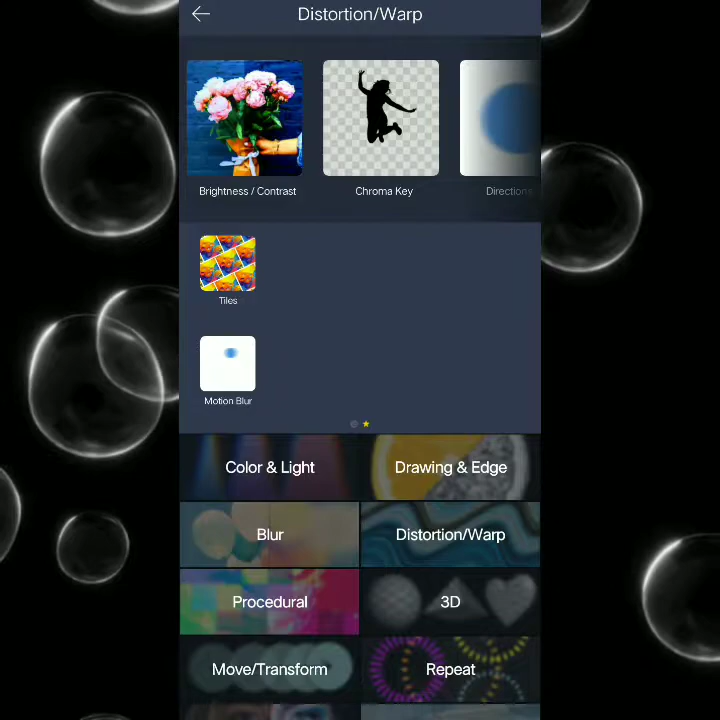 Distortion/Warp
Brightness / Contrast
Chroma Key
Direction
Tiles
Motion Blur
Color & Light
Drawing & Edge
Blur
Distortion/Warp
Procedural
3D
Move/Transform
Repeat